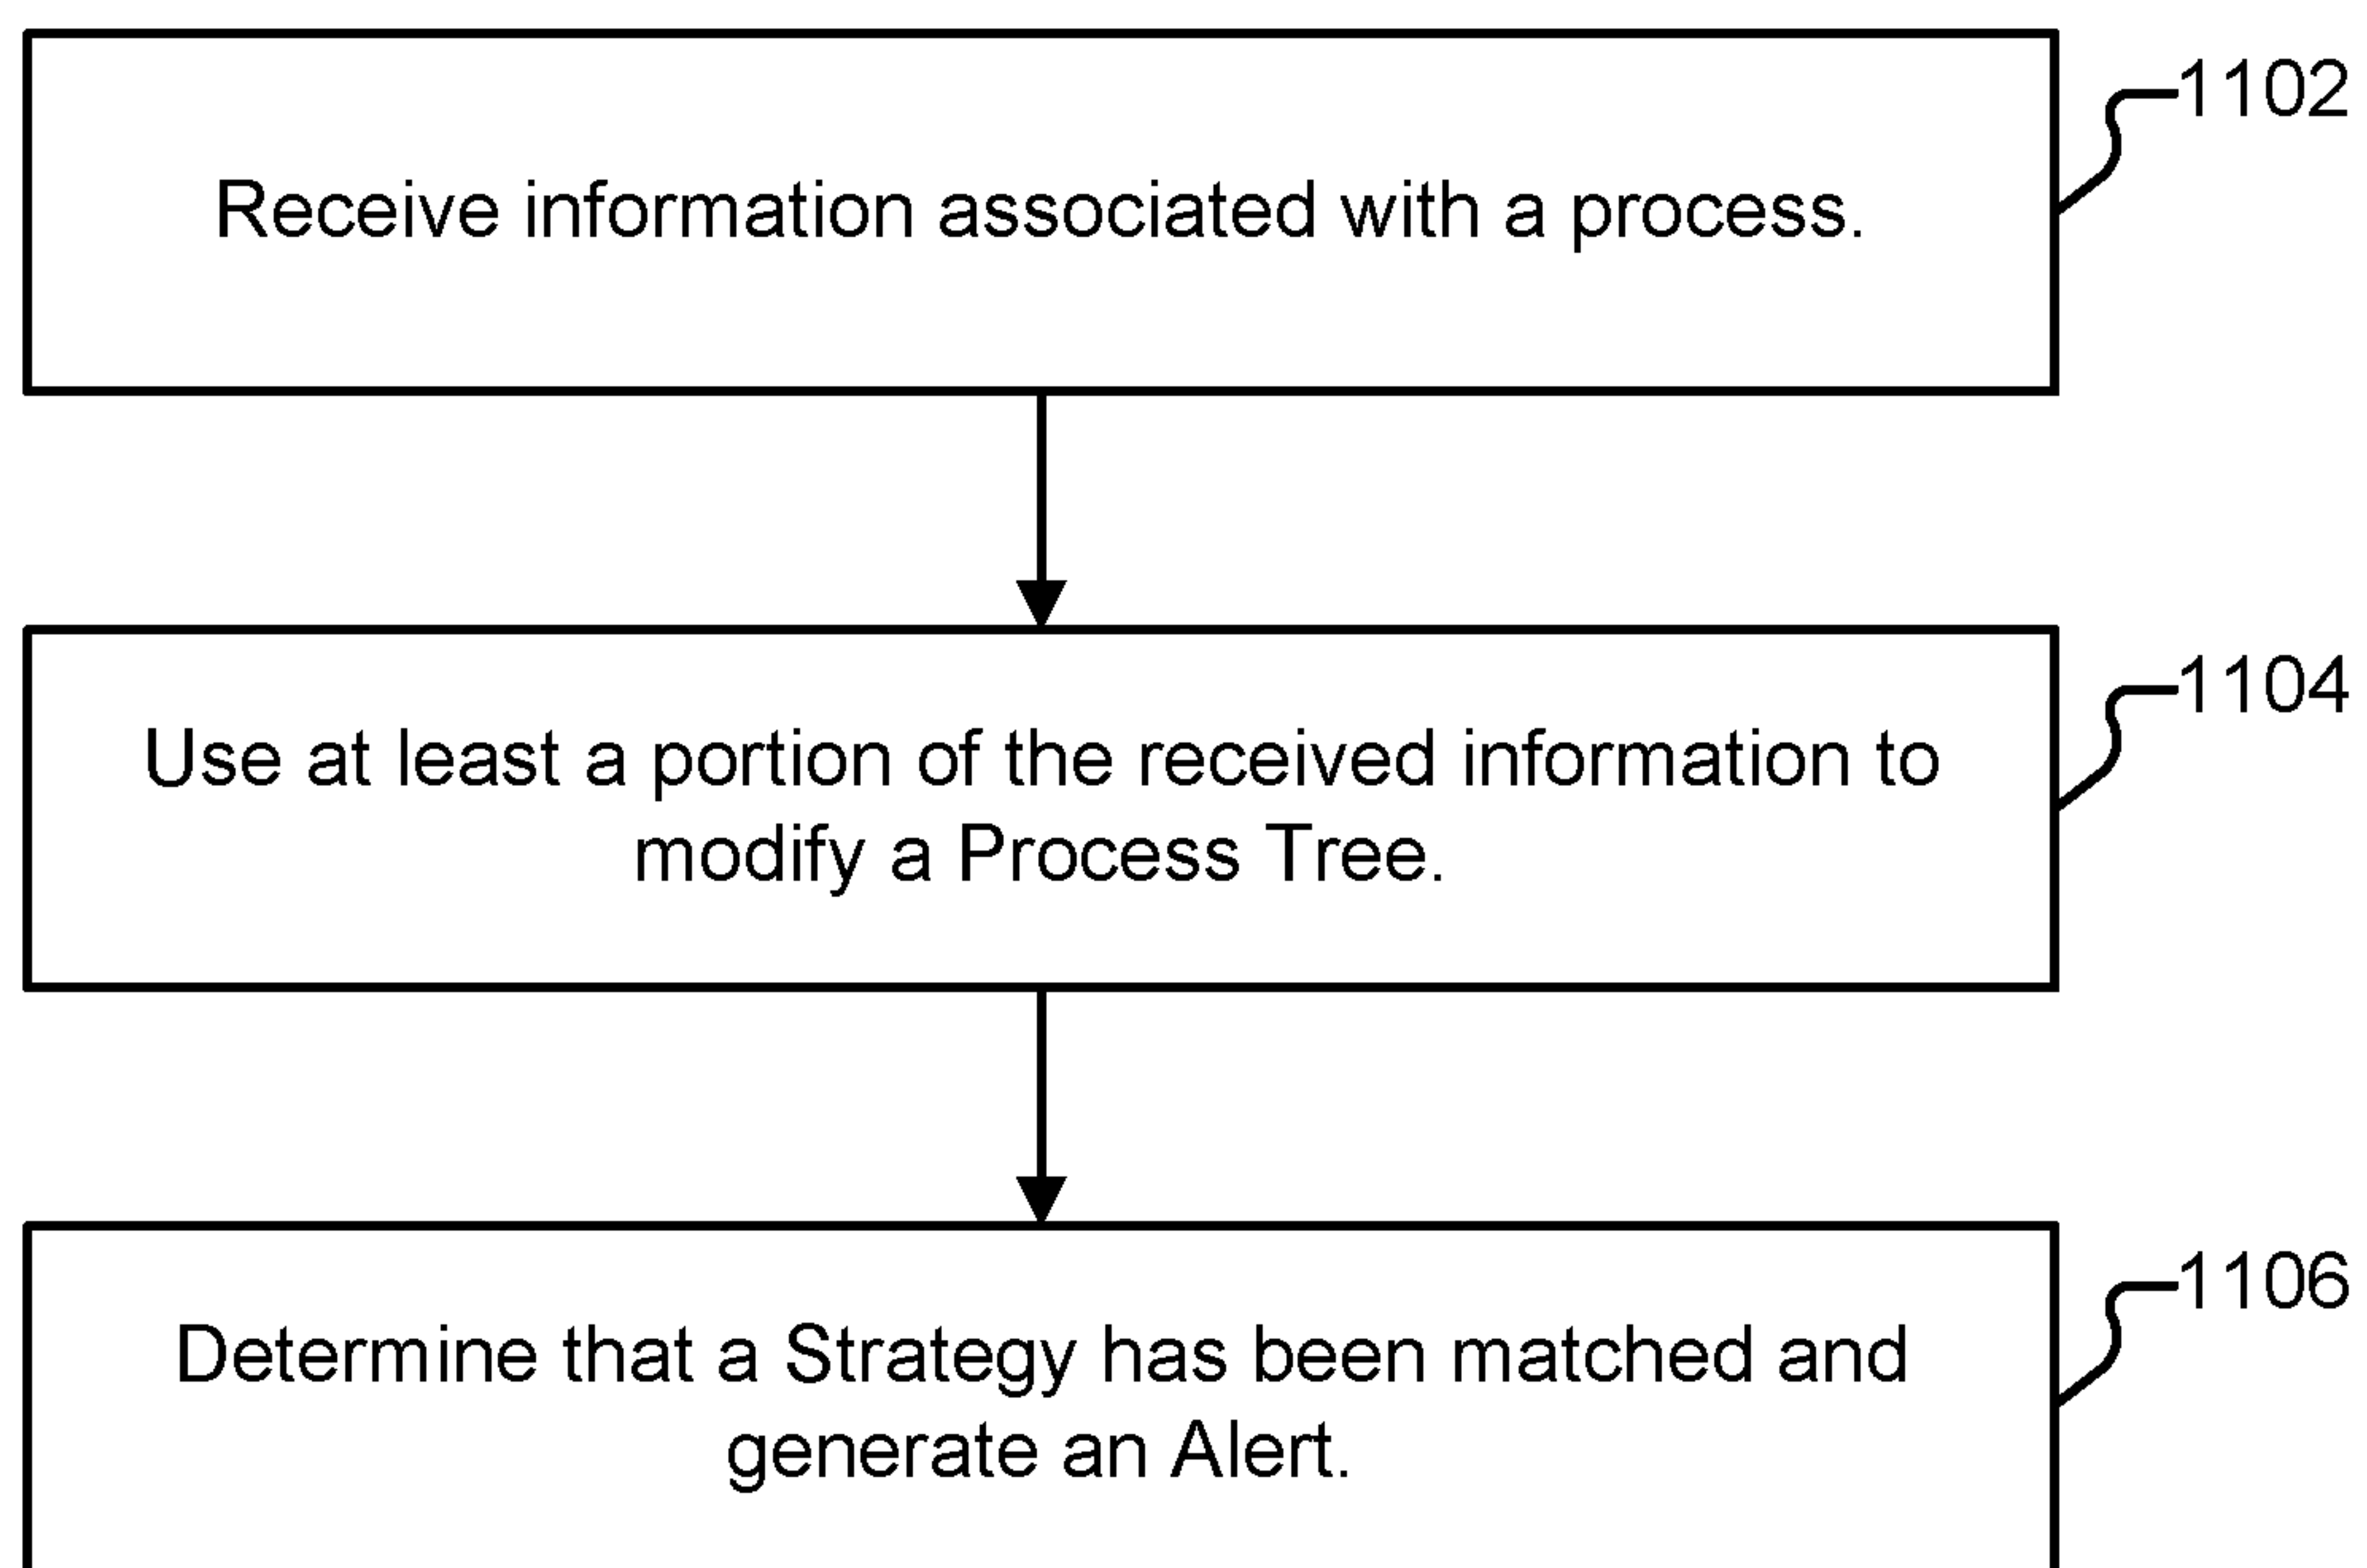 1102
Receive information associated with a process.
1104
Use at least a portion of the received information to
modify a Process Tree.
1106
Determine that a Strategy has been matched and
generate an Alert.